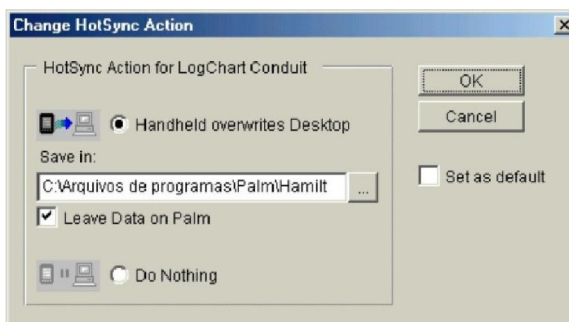 Change HotSync Action
HotSync Action for LogChart Conduit
Handheld overwrites Desktop
Save in:
C:\Arquivos de programas\Palm\Hamilt
...
Leave Data on Palm
Do Nothing
OK
Cancel
Set as default